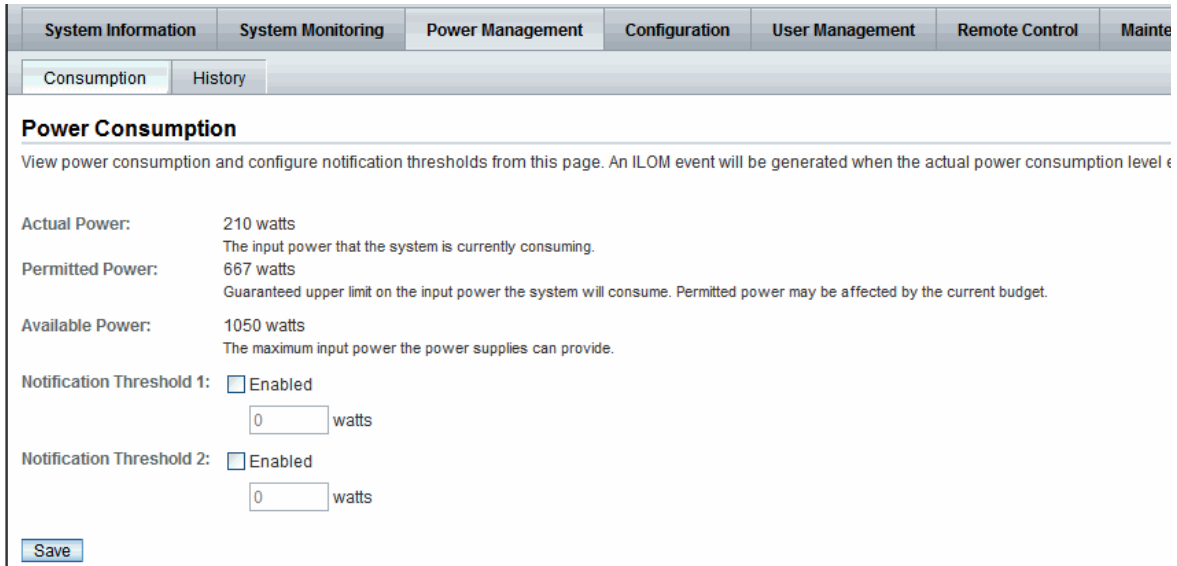 System Information System Monitoring Power Management Configuration User Management Remote Control Mainte
Consumption History
Power Consumption
View power consumption and configure notification thresholds from this page. An ILOM event will be generated when the actual power consumption level e
Actual Power: 210 watts
The input power that the system is currently consuming.
Permitted Power: 667 watts
Guaranteed upper limit on the input power the system will consume. Permitted power may be affected by the current budget.
Available Power: 1050 watts
The maximum input power the power supplies can provide.
Notification Threshold 1: Enabled
0 watts
Notification Threshold 2: Enabled
0 watts
Save